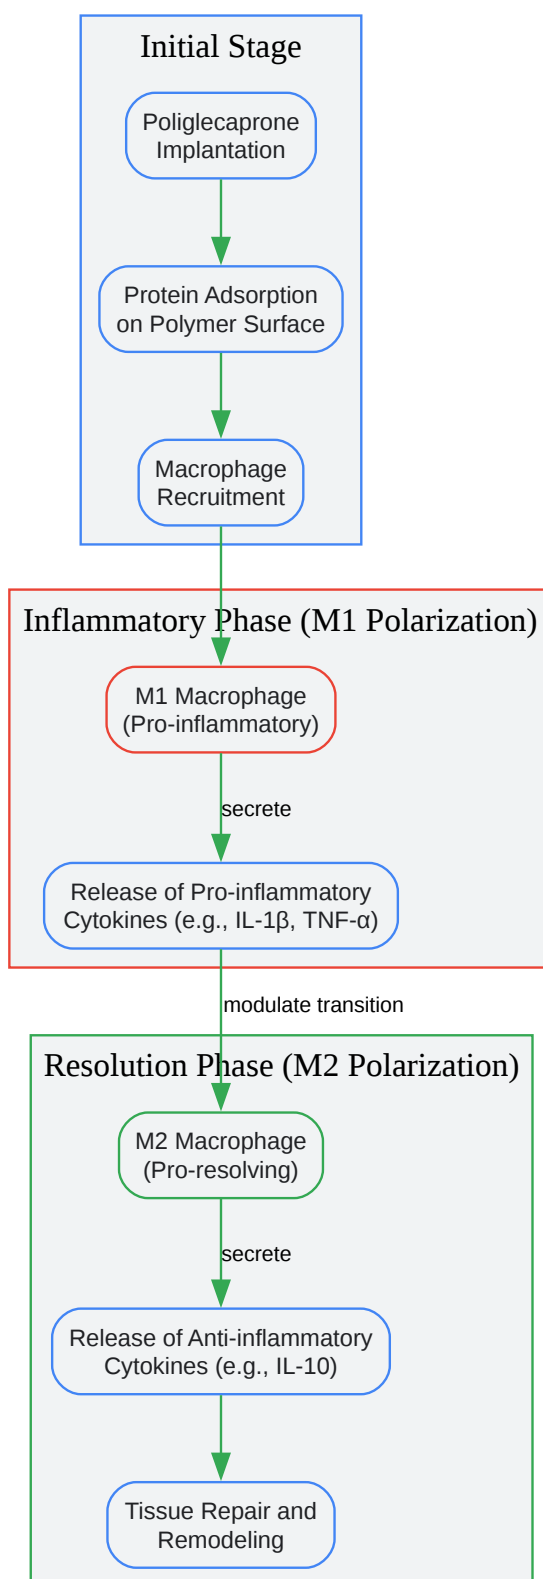 Initial Stage
Poliglecaprone
Implantation
Protein Adsorption
on Polymer Surface
Macrophage
Recruitment
Inflammatory Phase (M1 Polarization)
M1 Macrophage
(Pro-inflammatory)
secrete
Release of Pro-inflammatory
Cytokines (e.g., IL-1β, TNF-α)
modulate transition
Resolution Phase (M2 Polarization)
M2 Macrophage
(Pro-resolving)
secrete
Release of Anti-inflammatory
Cytokines (e.g., IL-10)
Tissue Repair and
Remodeling